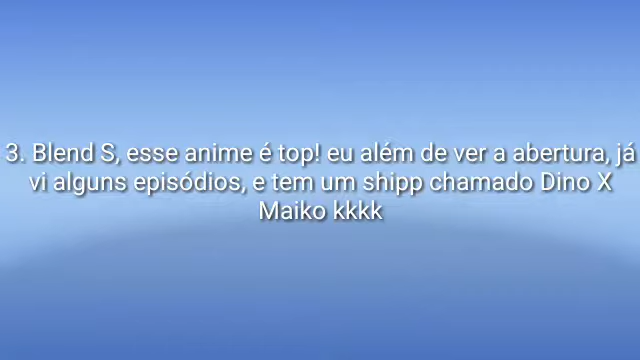 3. Blend S, esse anime é top! eu além de ver a abertura, já
vi alguns episódios, e tem um shipp chamado Dino X
Maiko kkkk